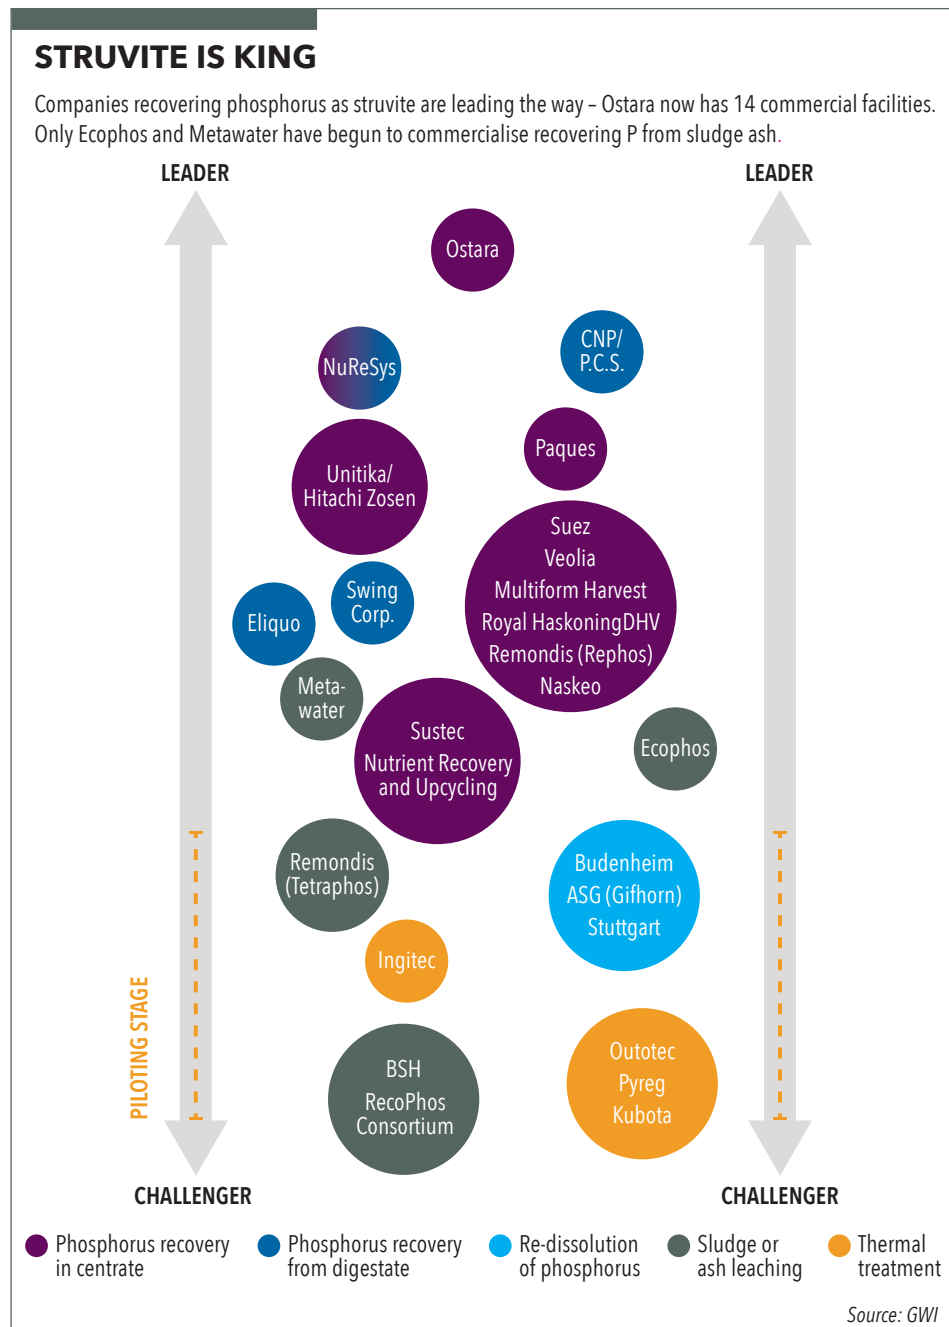 STRUVITE IS KING
Companies recovering phosphorus as struvite are leading the way – Ostara now has 14 commercial facilities.
Only Ecophos and Metawater have begun to commercialise recovering P from sludge ash.
LEADER
LEADER
Ostara
CNP/
P.C.S.
NuReSys
Paques
Unitika/
Hitachi Zosen
Suez
Veolia
Multiform Harvest
Royal HaskoningDHV
Remondis (Rephos)
Naskeo
Swing
Corp.
Eliquo
Meta-
water
Sustec
Nutrient Recovery
and Upcycling
Ecophos
Remondis
(Tetraphos)
Budenheim
ASG (Gifhorn)
Stuttgart
Ingitec
PILOTING STAGE
BSH
RecoPhos
Consortium
Outotec
Pyreg
Kubota
CHALLENGER
CHALLENGER
Phosphorus recovery
in centrate
Phosphorus recovery
from digestate
Re-dissolution
of phosphorus
Sludge or
ash leaching
Thermal
treatment
Source: GWI